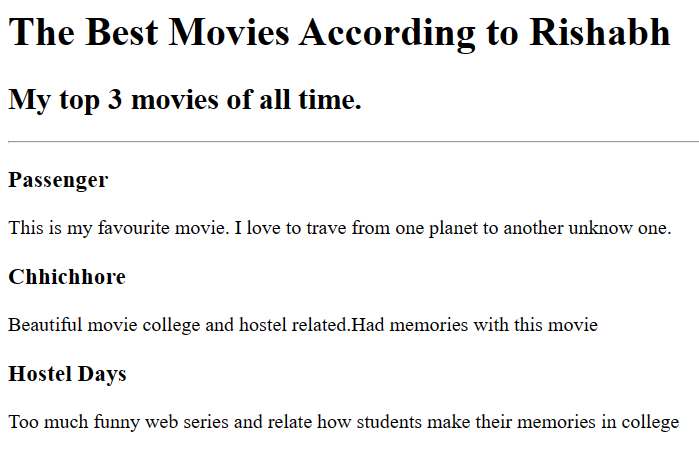 The Best Movies According to Rishabh
My top 3 movies of all time.
Passenger
This is my favourite movie. I love to trave from one planet to another unknow one.
Chhichhore
Beautiful movie college and hostel related.Had memories with this movie
Hostel Days
Too much funny web series and relate how students make their memories in college